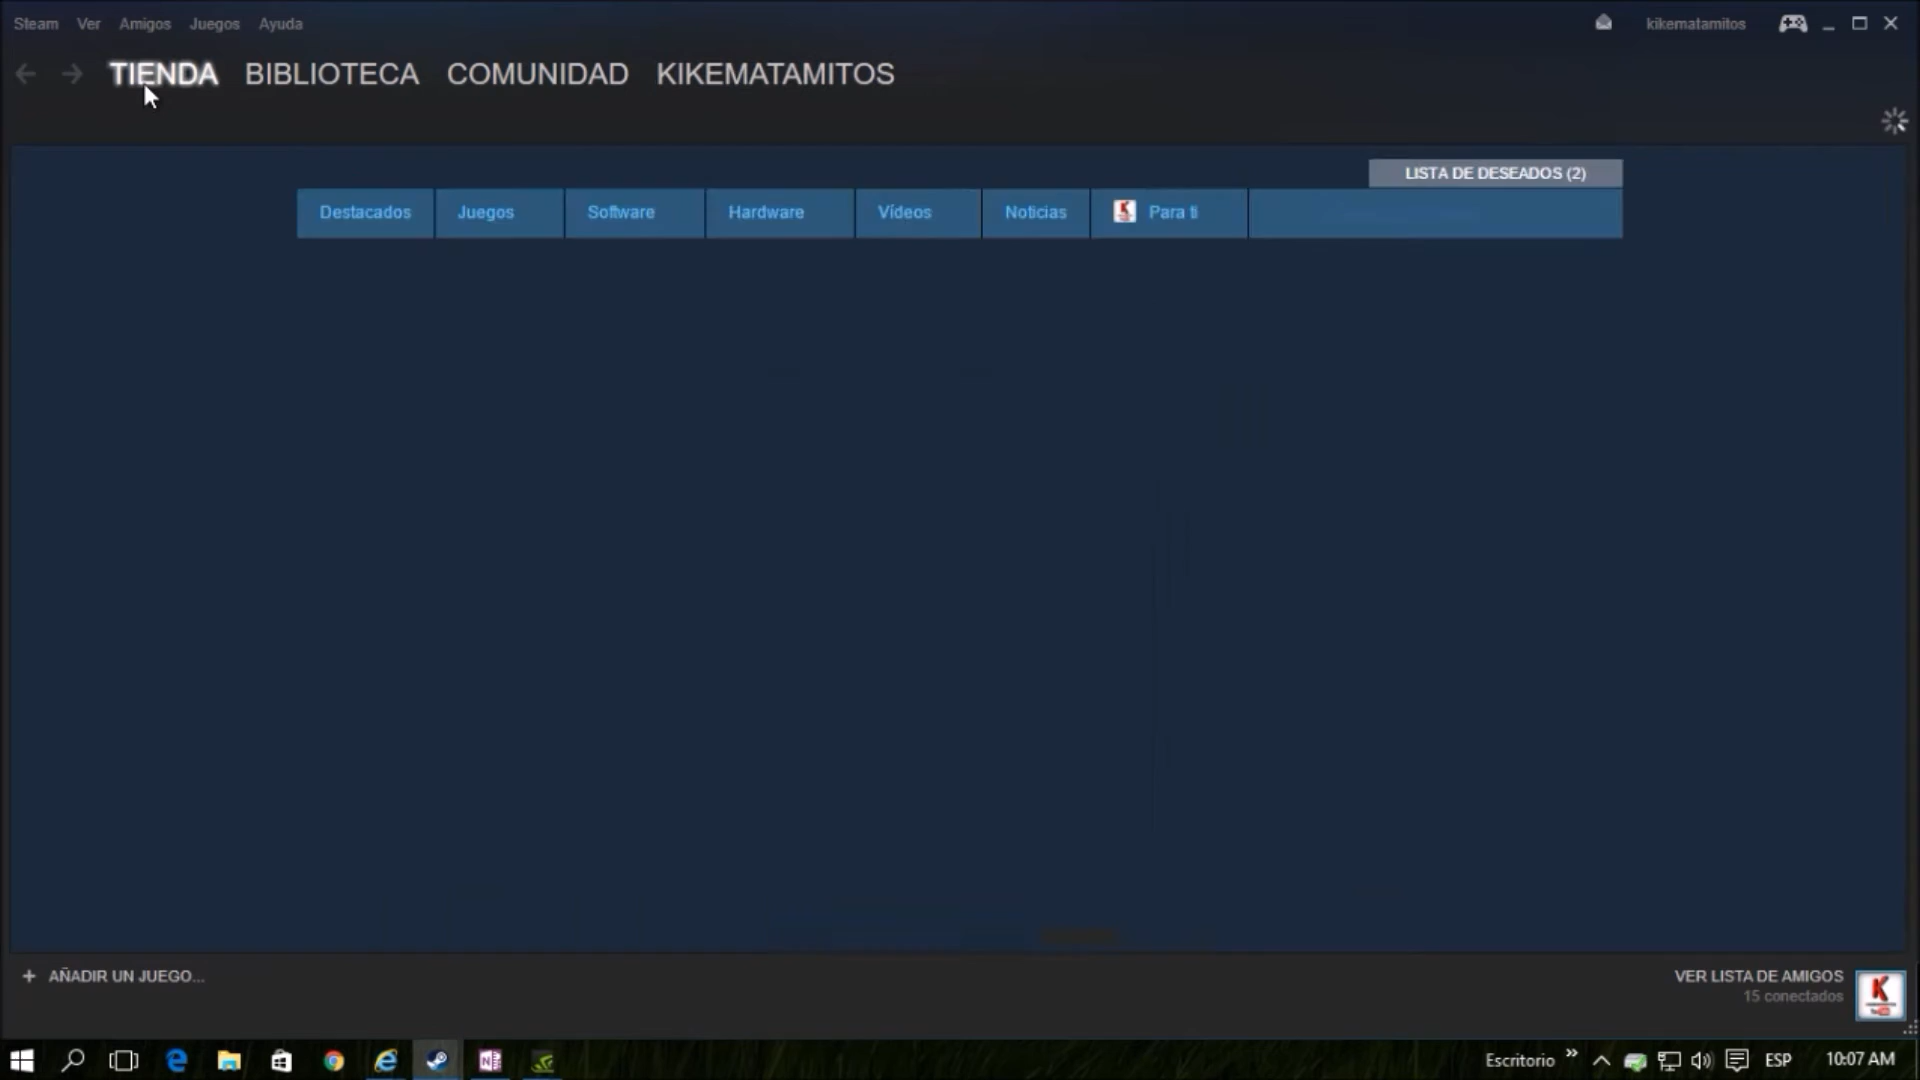 Steam Ver Amigos Juegos Ayuda kikematamitos
TIENDA BIBLIOTECA COMUNIDAD KIKEMATAMITOS
LISTA DE DESEADOS (2)
Destacados Juegos Software Hardware Vídeos Noticias K Para ti
+ AÑADIR UN JUEGO...
VER LISTA DE AMIGOS
15 conectados
K
Escritorio » ESP 10:07 AM